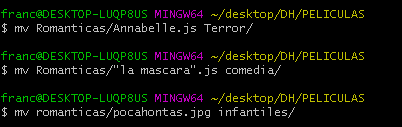 franc@DESKTOP-LUQP8US MINGW64 ~/desktop/DH/PELICULAS
$ mv Romanticas/Annabelle.js Terror/
franc@DESKTOP-LUQP8US MINGW64 ~/desktop/DH/PELICULAS
$ mv Romanticas/"la mascara".js comedia/
franc@DESKTOP-LUQP8US MINGW64 ~/desktop/DH/PELICULAS
$ mv romanticas/pocahontas.jpg infantiles/